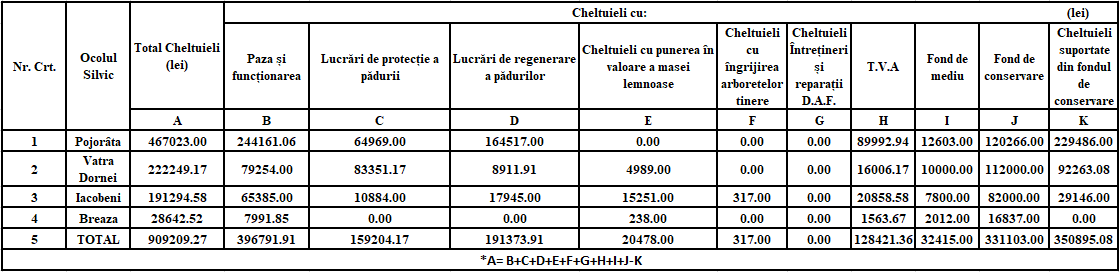 Nr. Crt. Ocolul Silvic Total Cheltuieli (lei) Cheltuieli cu: (lei)
Paza și funcționarea Lucrări de protecție a pădurii Lucrări de regenerare a pădurilor Cheltuieli cu punerea în valoare a masei lemnoase Cheltuieli cu îngrijirea arboretelor tinere Cheltuieli Întrețineri și reparații D.A.F. T.V.A Fond de mediu Fond de conservare Cheltuieli suportate din fondul de conservare
A B C D E F G H I J K
1 Pojorâta 467023.00 244161.06 64969.00 164517.00 0.00 0.00 0.00 89992.94 12603.00 120266.00 229486.00
2 Vatra Dornei 222249.17 79254.00 83351.17 8911.91 4989.00 0.00 0.00 16006.17 10000.00 112000.00 92263.08
3 Iacobeni 191294.58 65385.00 10884.00 17945.00 15251.00 317.00 0.00 20858.58 7800.00 82000.00 29146.00
4 Breaza 28642.52 7991.85 0.00 0.00 238.00 0.00 0.00 1563.67 2012.00 16837.00 0.00
5 TOTAL 909209.27 396791.91 159204.17 191373.91 20478.00 317.00 0.00 128421.36 32415.00 331103.00 350895.08
*A= B+C+D+E+F+G+H+I+J-K